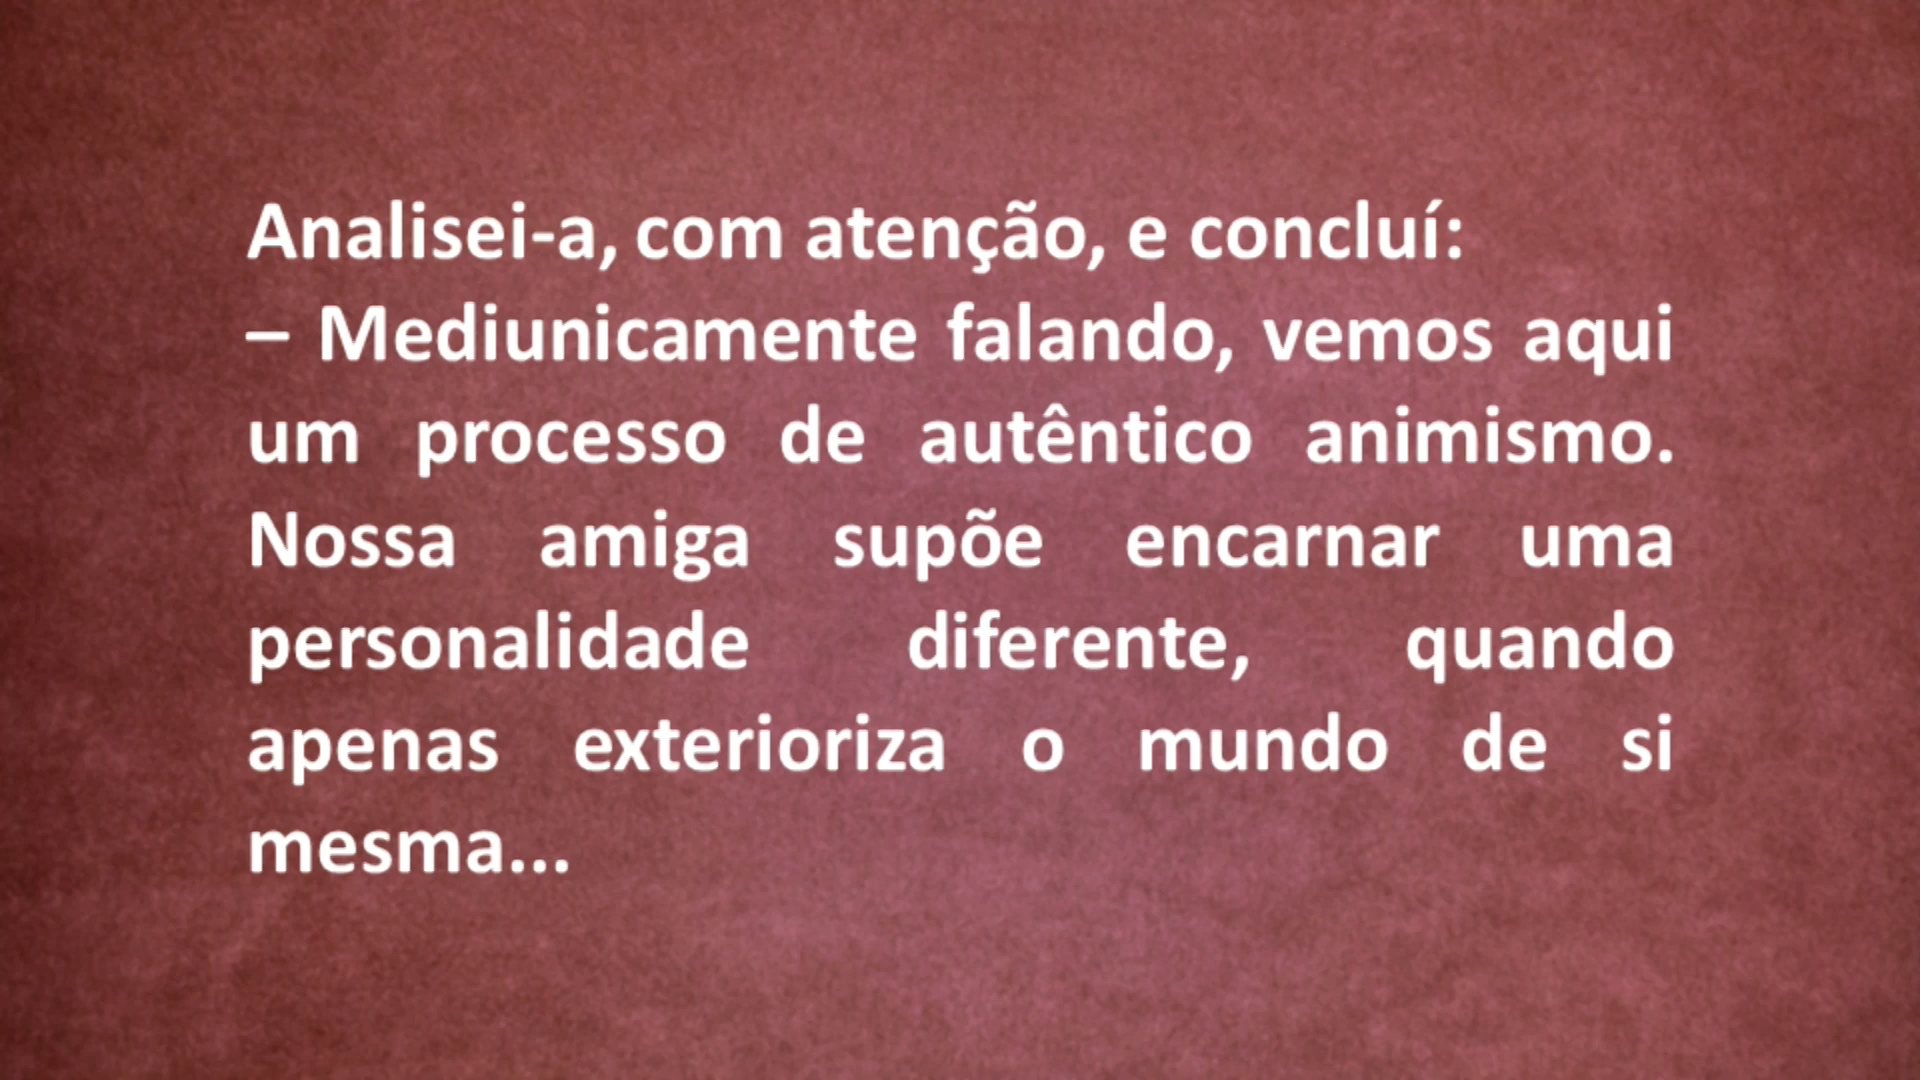 Analisei-a, com atenção, e concluí:
– Mediunicamente falando, vemos aqui
um processo de autêntico animismo.
Nossa amiga supõe encarnar uma
personalidade diferente, quando
apenas exterioriza o mundo de si
mesma...